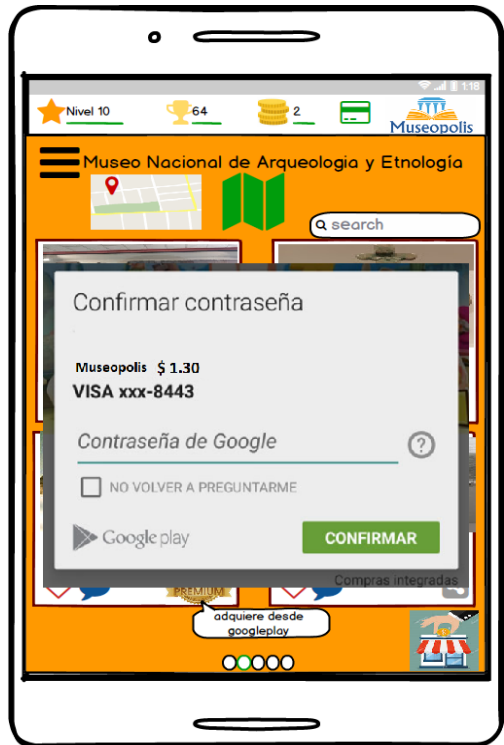 1:18
Nivel 10
64
2
Museopolis
Museo Nacional de Arqueologia y Etnología
search
Confirmar contraseña
Museopolis $ 1.30
VISA xxx-8443
Contraseña de Google
?
NO VOLVER A PREGUNTARME
Google play
CONFIRMAR
Compras integradas
PREMIUM
adquiere desde
googleplay